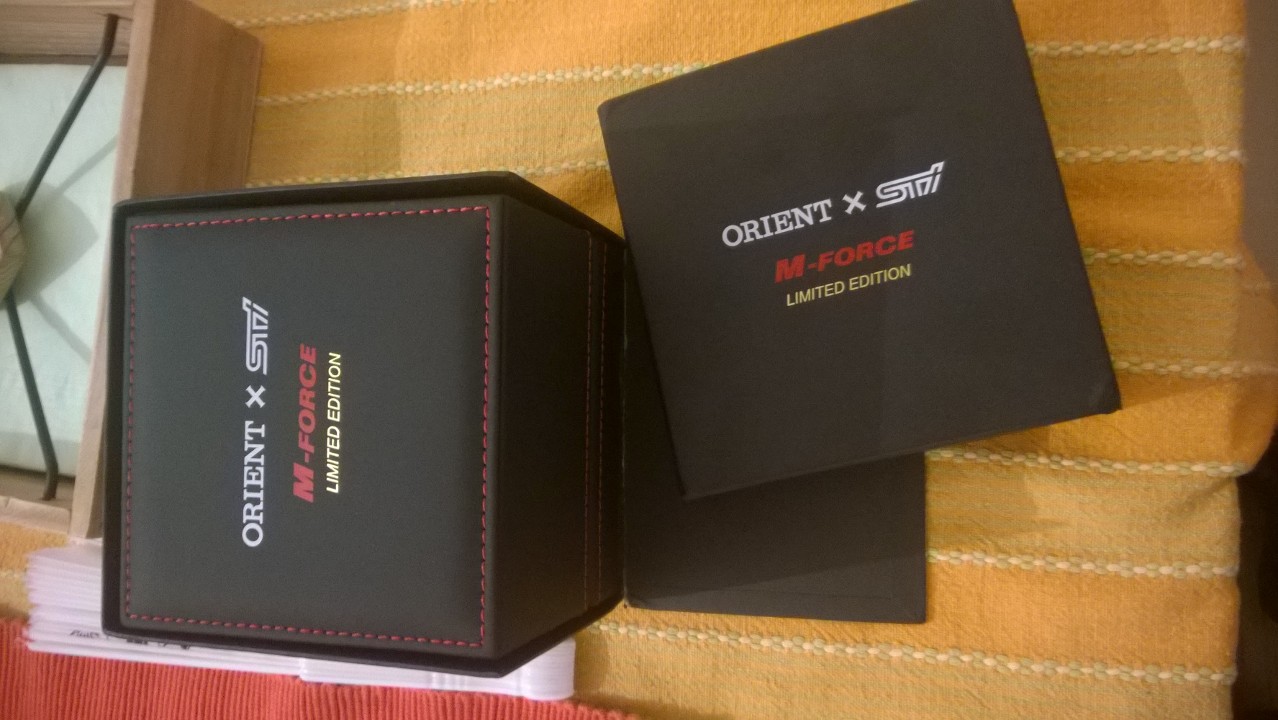 ORIENT × STI
M-FORCE
LIMITED EDITION
ORIENT × STI
M-FORCE
LIMITED EDITION